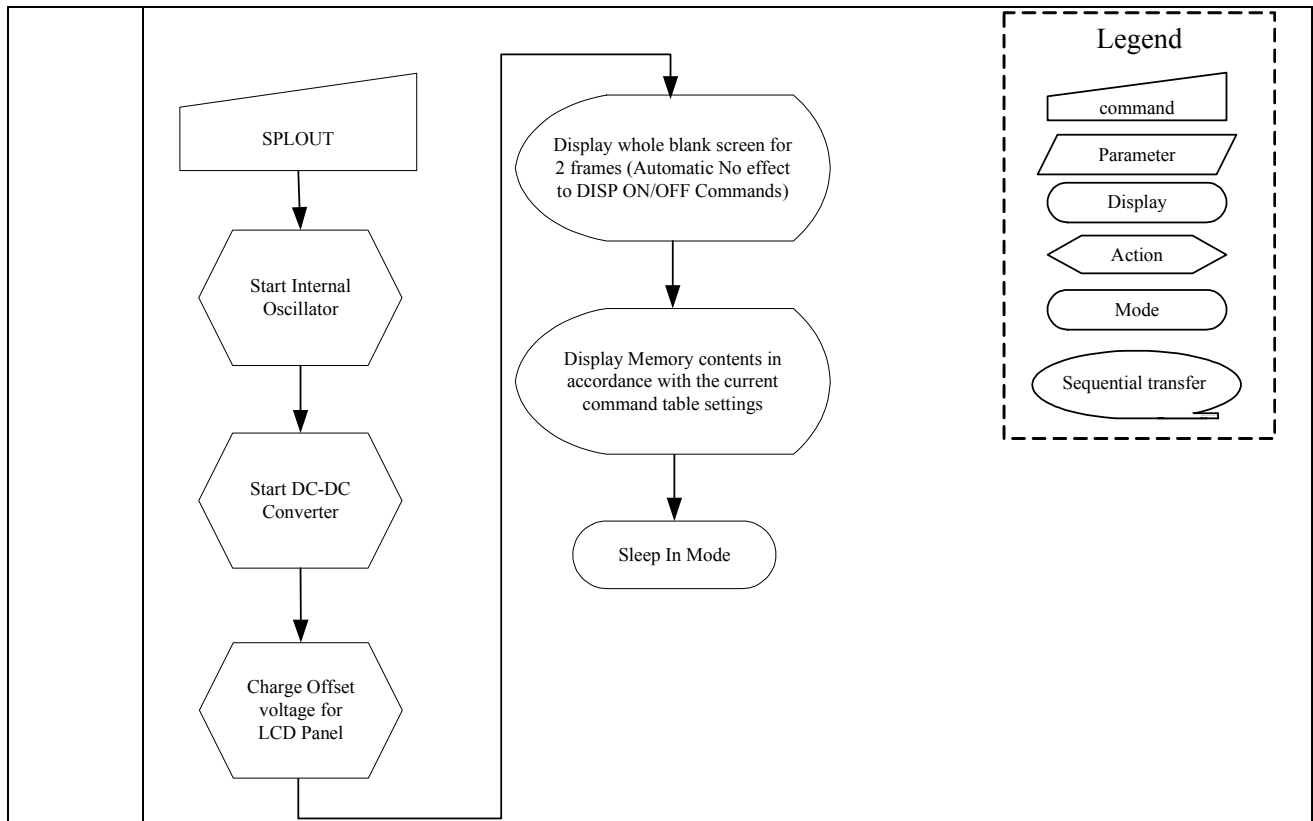 SPLOUT
Start Internal
Oscillator
Start DC-DC
Converter
Charge Offset
voltage for
LCD Panel
Display whole blank screen for
2 frames (Automatic No effect
to DISP ON/OFF Commands)
Display Memory contents in
accordance with the current
command table settings
Sleep In Mode
Legend
command
Parameter
Display
Action
Mode
Sequential transfer